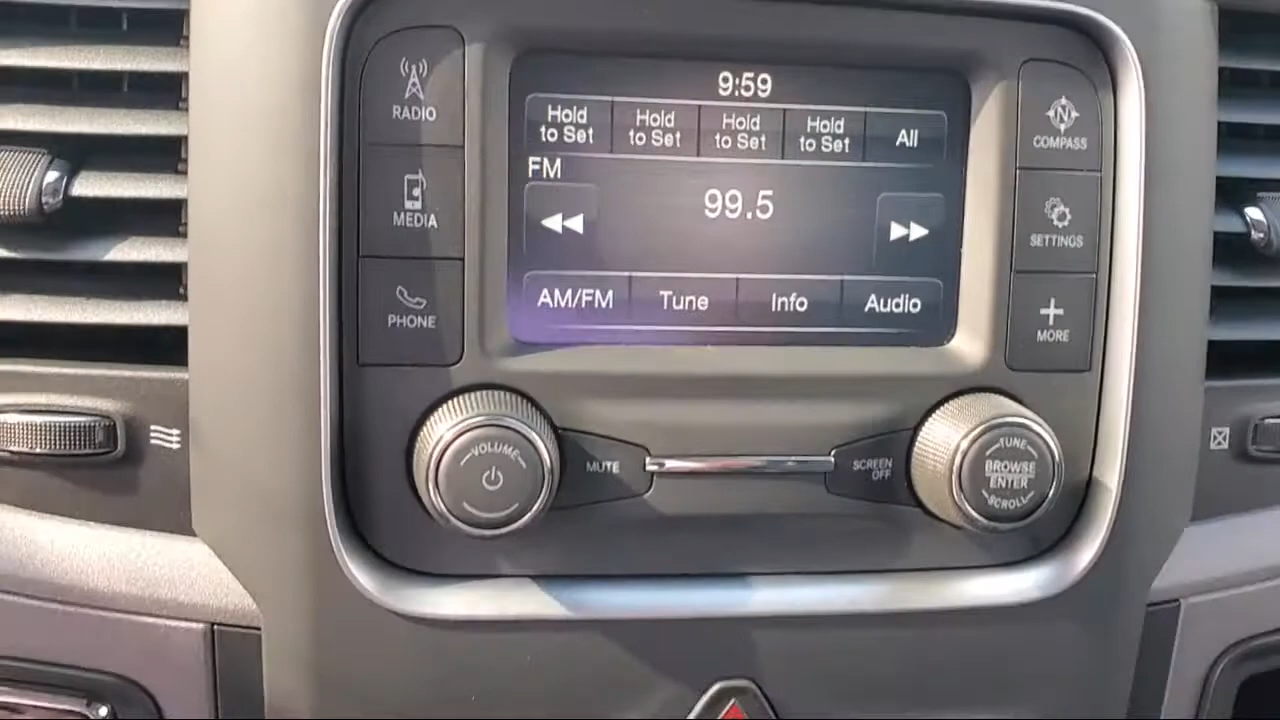 RADIO
MEDIA
PHONE
9:59
Hold to Set
Hold to Set
Hold to Set
Hold to Set
All
FM
99.5
AM/FM
Tune
Info
Audio
N
COMPASS
SETTINGS
MORE
VOLUME
MUTE
SCREEN
OFF
TUNE
BROWSE
ENTER
SCROLL